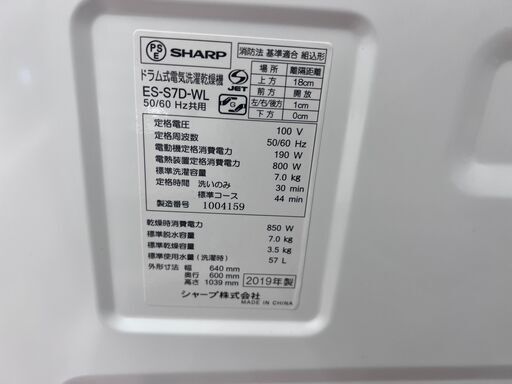 PS E SHARP
ドラム式電気洗濯乾燥機
ES-S7D-WL
50/60 Hz共用
JET
消防法 基準適合 組込形
場所 離隔距離
上方 18cm
前方 開放
左/右/後方 1cm
下方 0cm
定格電圧 100 V
定格周波数 50/60 Hz
電動機定格消費電力 190 W
電熱装置定格消費電力 800 W
標準洗濯容量 7.0 kg
定格時間 洗いのみ 30 min
標準コース 44 min
製造番号 1004159
乾燥時消費電力 850 W
標準脱水容量 7.0 kg
標準乾燥容量 3.5 kg
標準使用水量(洗濯時) 57 L
外形寸法 幅 640 mm
奥行 600 mm
高さ 1039 mm
2019年製
シャープ株式会社
MADE IN CHINA